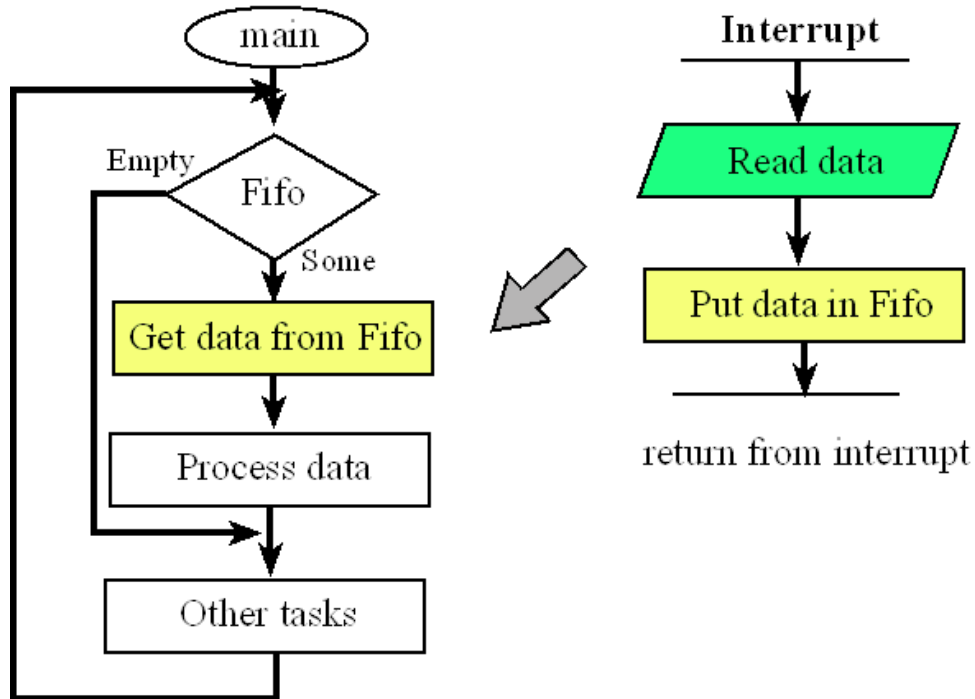 main
Empty
Fifo
Some
Get data from Fifo
Process data
Other tasks
Interrupt
Read data
Put data in Fifo
return from interrupt